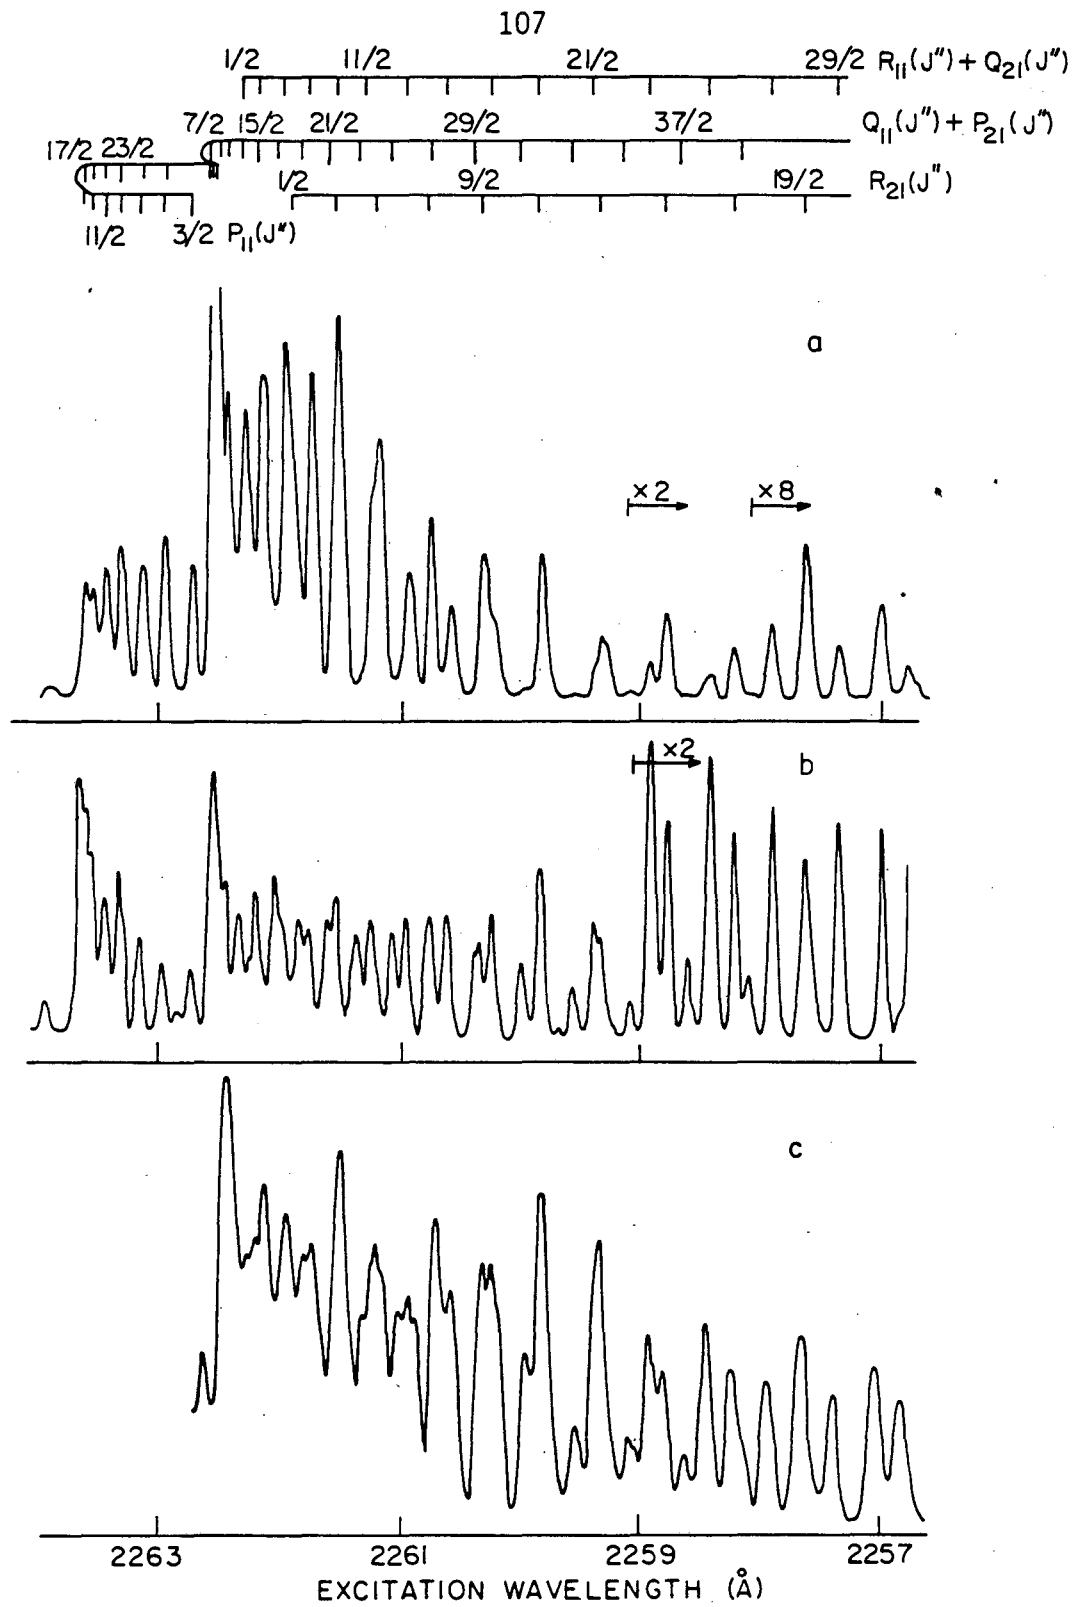 107
1/2 11/2 21/2 29/2 R₁₁(J″) + Q₂₁(J″)
7/2 15/2 21/2 29/2 37/2 Q₁₁(J″) + P₂₁(J″)
17/2 23/2 1/2 9/2 19/2 R₂₁(J″)
11/2 3/2 P₁₁(J″)
a
×2 ×8
×2 b
c
2263 2261 2259 2257
EXCITATION WAVELENGTH (Å)